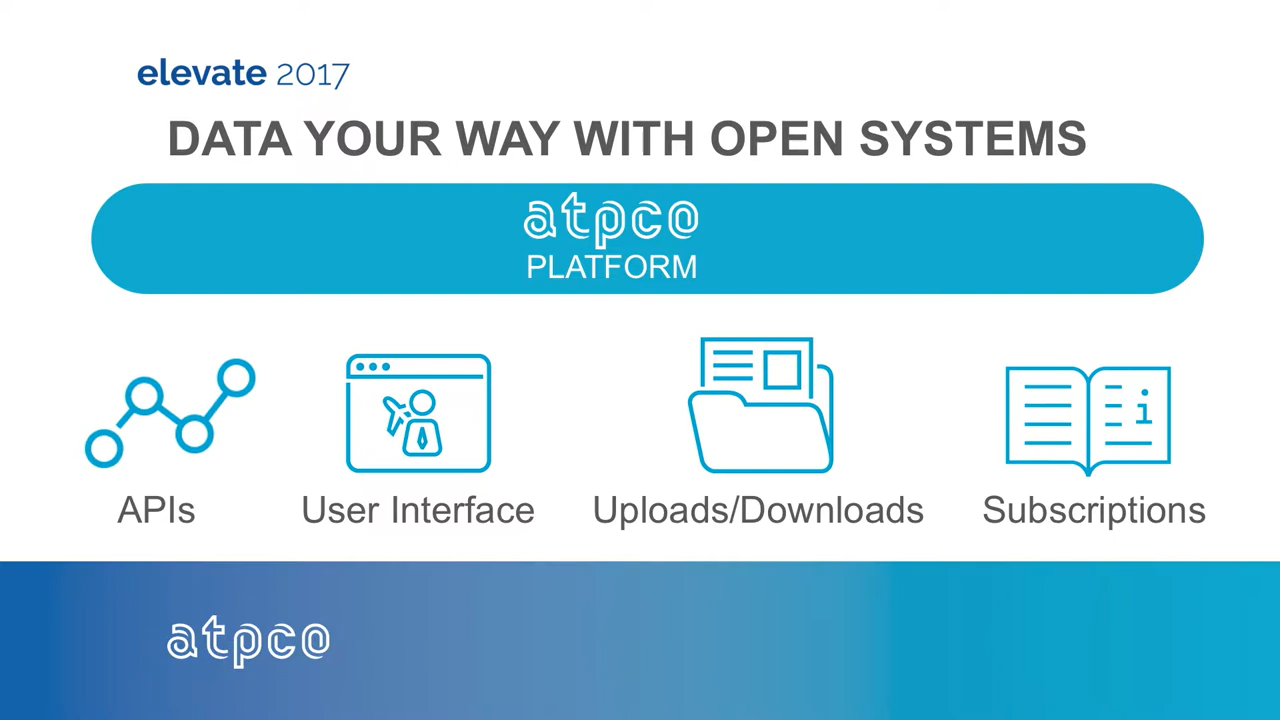 elevate 2017
DATA YOUR WAY WITH OPEN SYSTEMS
atpco
PLATFORM
i
APIs
User Interface
Uploads/Downloads
Subscriptions
atpco